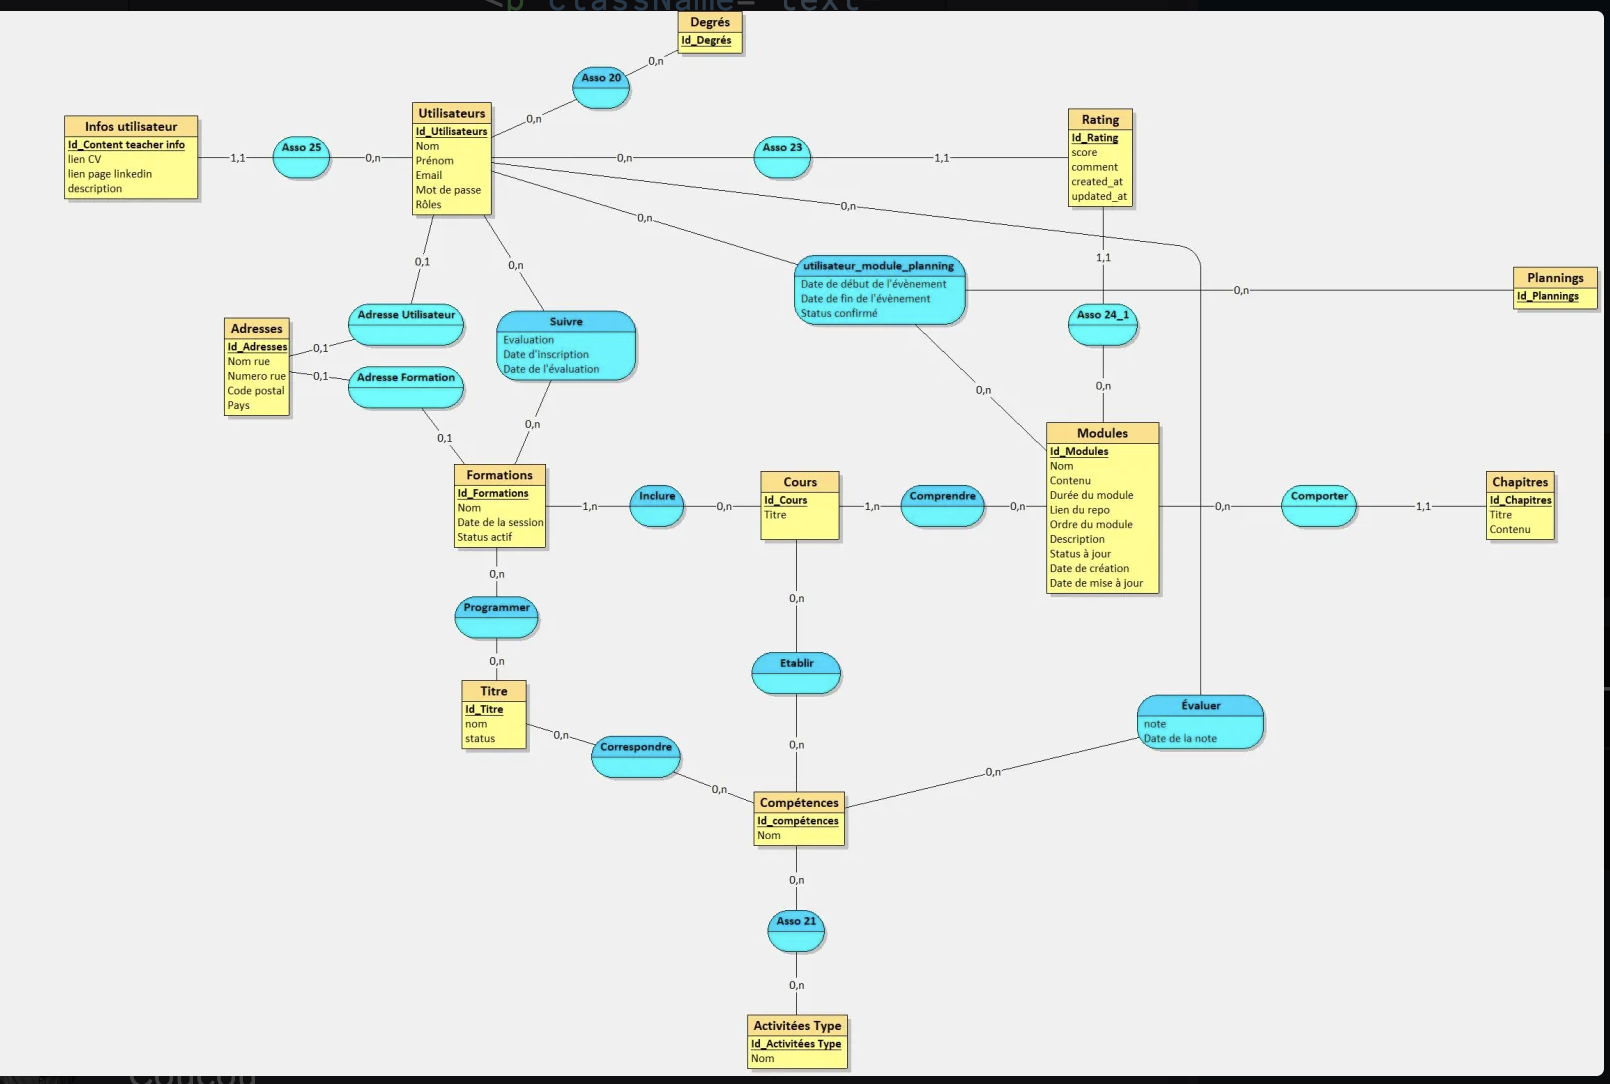 <p className="text
Degrés
Id_Degrés
0,n
Asso 20
0,n
Infos utilisateur
Id_Content teacher info
lien CV
lien page linkedin
description
1,1
Asso 25
0,n
Utilisateurs
Id_Utilisateurs
Nom
Prénom
Email
Mot de passe
Rôles
0,n
Asso 23
1,1
Rating
Id_Rating
score
comment
created_at
updated_at
0,n
0,n
0,1
0,n
1,1
utilisateur_module_planning
Date de début de l'évènement
Date de fin de l'évènement
Status confirmé
0,n
Plannings
Id_Plannings
Adresses
Id_Adresses
Nom rue
Numero rue
Code postal
Pays
Adresse Utilisateur
0,1
0,1
Adresse Formation
0,1
Suivre
Evaluation
Date d'inscription
Date de l'évaluation
0,n
Asso 24_1
0,n
0,n
Formations
Id_Formations
Nom
Date de la session
Status actif
1,n
Inclure
0,n
Cours
Id_Cours
Titre
1,n
Comprendre
0,n
Modules
Id_Modules
Nom
Contenu
Durée du module
Lien du repo
Ordre du module
Description
Status à jour
Date de création
Date de mise à jour
0,n
Comporter
1,1
Chapitres
Id_Chapitres
Titre
Contenu
0,n
Programmer
0,n
0,n
Etablir
0,n
Titre
Id_Titre
nom
status
0,n
Correspondre
0,n
Évaluer
note
Date de la note
0,n
Compétences
Id_compétences
Nom
0,n
Asso 21
0,n
Activitées Type
Id_Activitées Type
Nom
Coucou